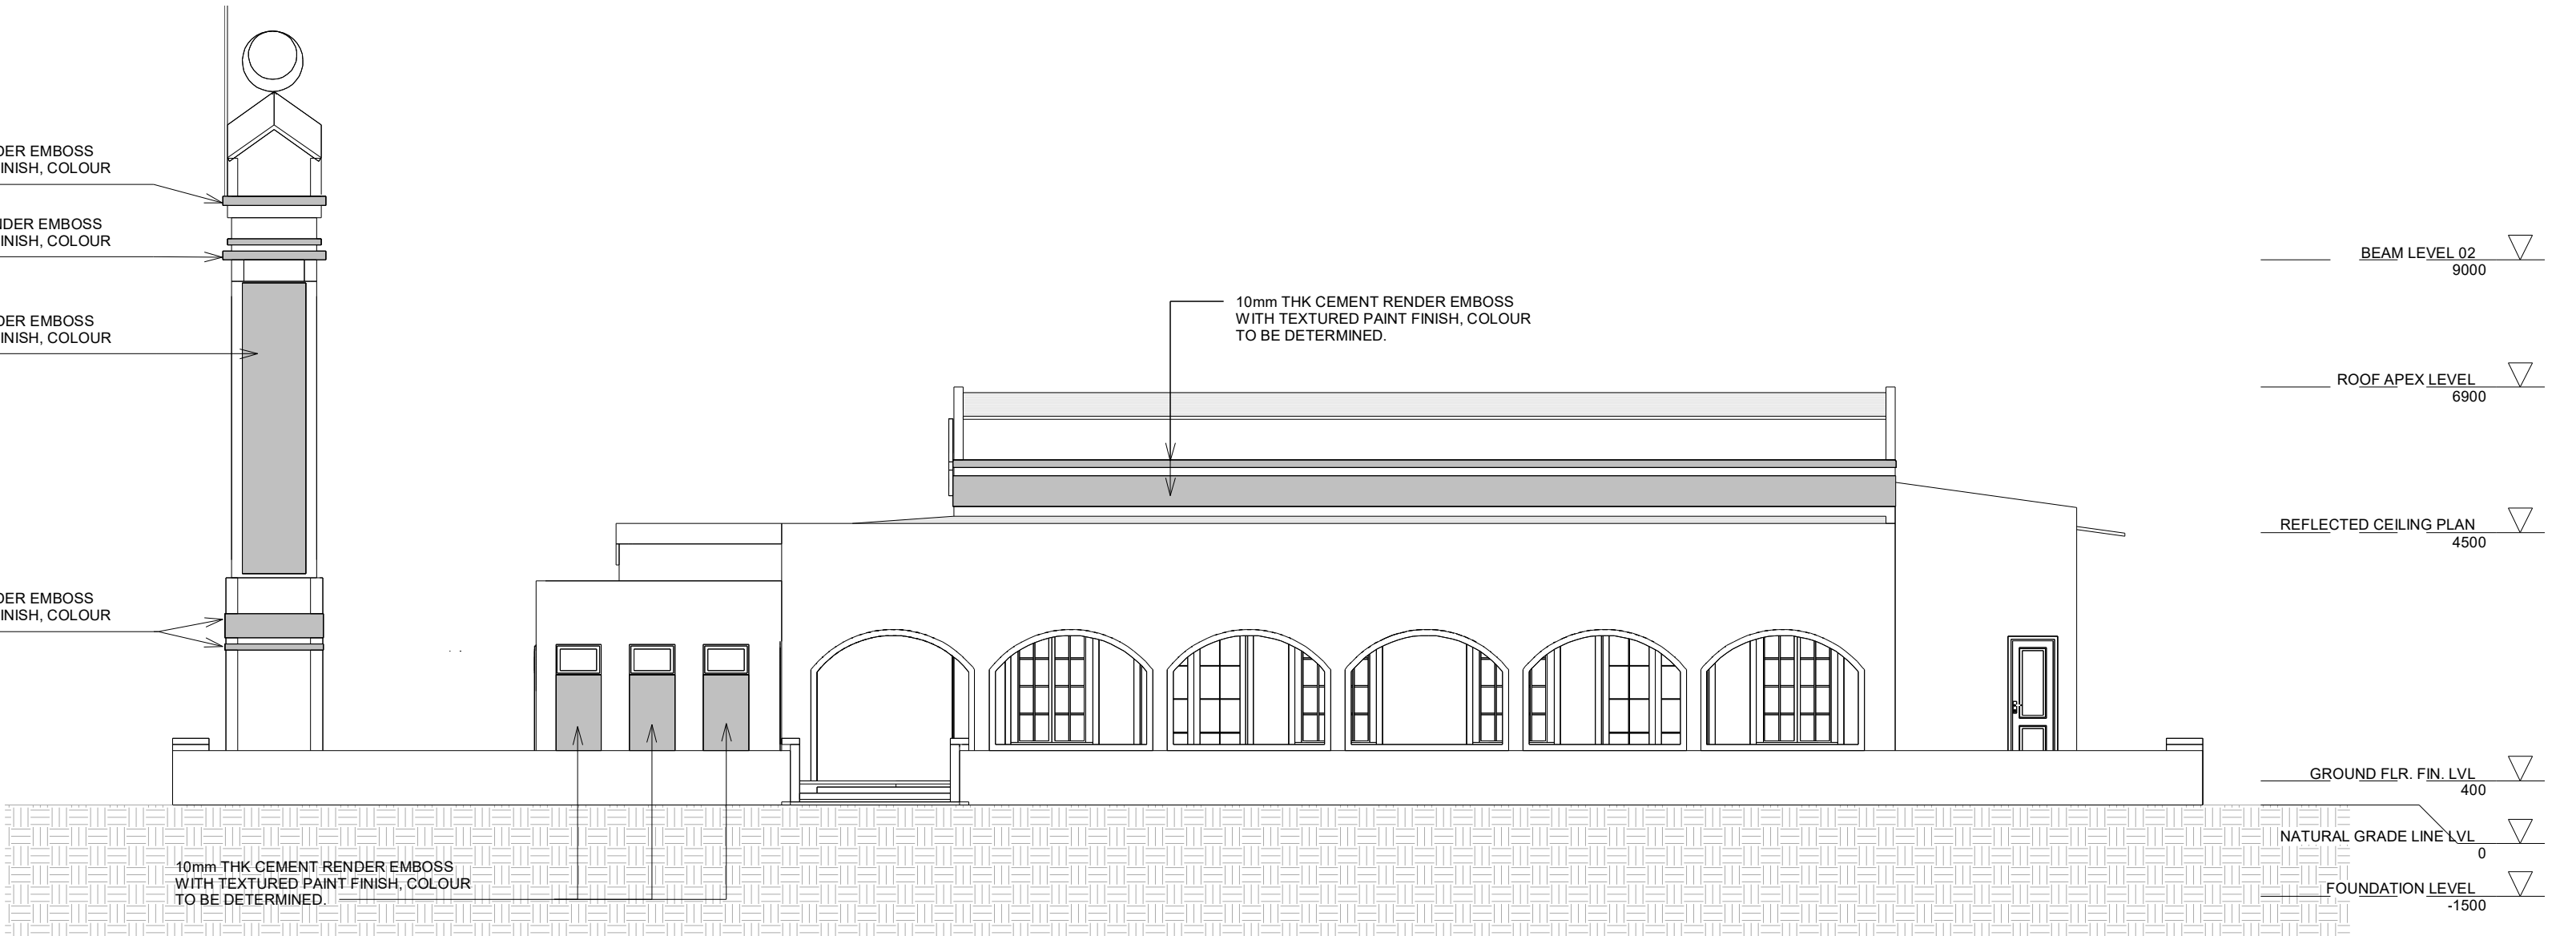 DER EMBOSS
INISH, COLOUR
NDER EMBOSS
INISH, COLOUR
DER EMBOSS
INISH, COLOUR
DER EMBOSS
INISH, COLOUR
10mm THK CEMENT RENDER EMBOSS
WITH TEXTURED PAINT FINISH, COLOUR
TO BE DETERMINED.
BEAM LEVEL 02
9000
ROOF APEX LEVEL
6900
REFLECTED CEILING PLAN
4500
GROUND FLR. FIN. LVL
400
NATURAL GRADE LINE LVL
0
FOUNDATION LEVEL
-1500
10mm THK CEMENT RENDER EMBOSS
WITH TEXTURED PAINT FINISH, COLOUR
TO BE DETERMINED.